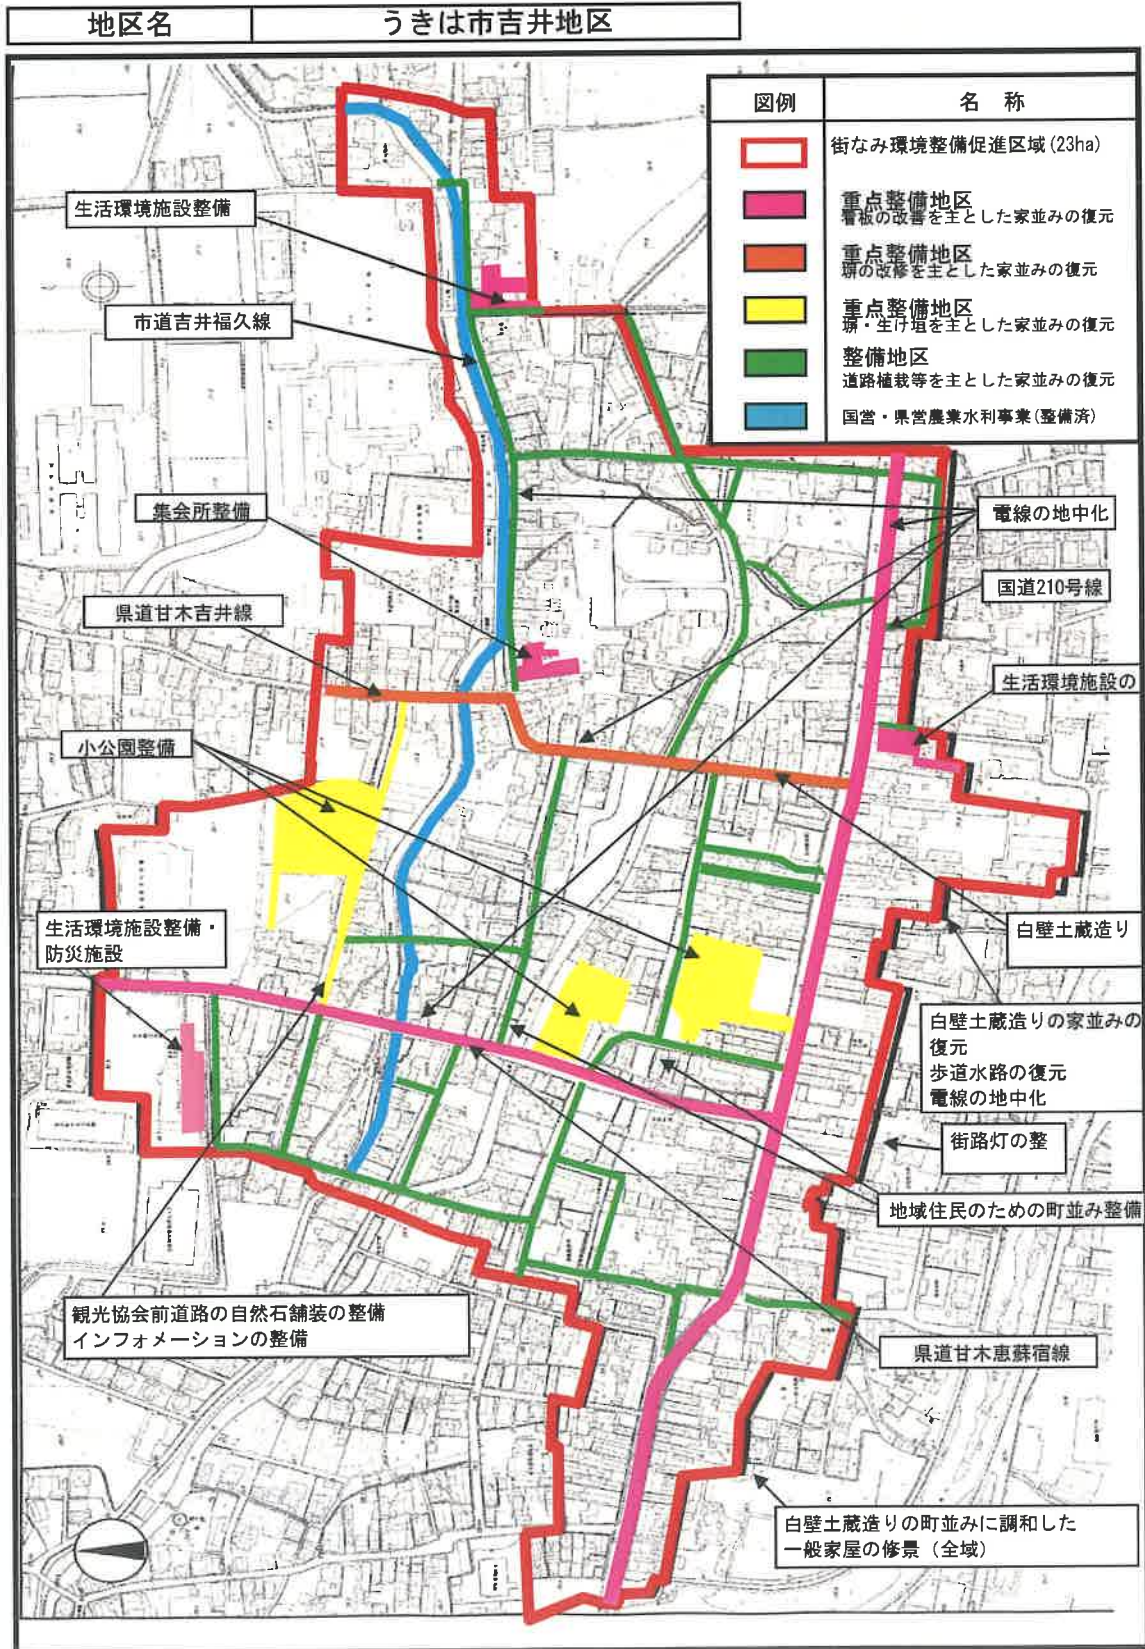 地区名
うきは市吉井地区
図例
名 称
街なみ環境整備促進区域(23ha)
重点整備地区
看板の改善を主とした家並みの復元
重点整備地区
塀の改修を主とした家並みの復元
重点整備地区
塀・生け垣を主とした家並みの復元
整備地区
道路植栽等を主とした家並みの復元
国営・県営農業水利事業(整備済)
生活環境施設整備
市道吉井福久線
集会所整備
電線の地中化
国道210号線
県道甘木吉井線
生活環境施設の
小公園整備
生活環境施設整備・
防災施設
白壁土蔵造り
白壁土蔵造りの家並みの
復元
歩道水路の復元
電線の地中化
街路灯の整
地域住民のための町並み整備
観光協会前道路の自然石舗装の整備
インフォメーションの整備
県道甘木恵蘇宿線
白壁土蔵造りの町並みに調和した
一般家屋の修景（全域）